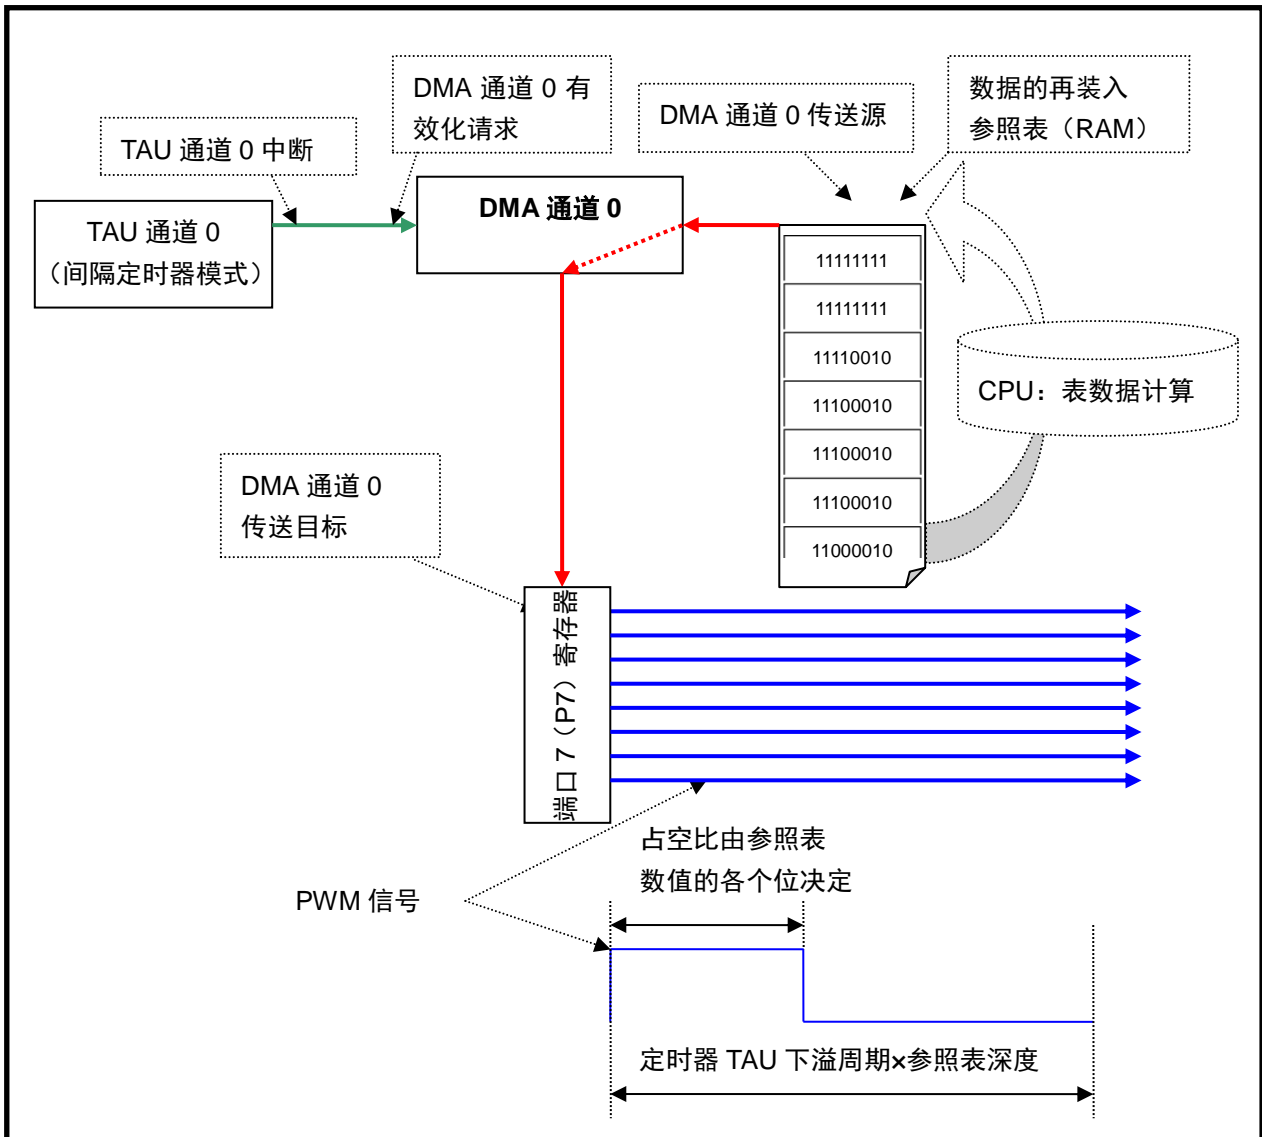 DMA 通道 0 有
效化请求
DMA 通道 0 传送源
数据的再装入
参照表（RAM）
TAU 通道 0 中断
TAU 通道 0
（间隔定时器模式）
DMA 通道 0
11111111
11111111
11110010
11100010
11100010
11100010
11000010
CPU：表数据计算
DMA 通道 0
传送目标
端口 7（P7）寄存器
占空比由参照表
数值的各个位决定
PWM 信号
定时器 TAU 下溢周期×参照表深度